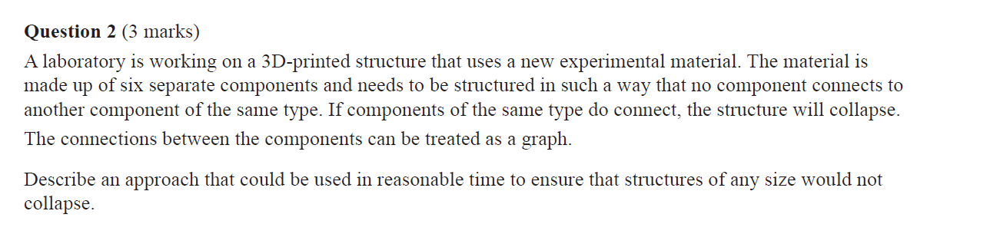 Question 2 (3 marks)
A laboratory is working on a 3D-printed structure that uses a new experimental material. The material is
made up of six separate components and needs to be structured in such a way that no component connects to
another component of the same type. If components of the same type do connect, the structure will collapse.
The connections between the components can be treated as a graph.
Describe an approach that could be used in reasonable time to ensure that structures of any size would not
collapse.